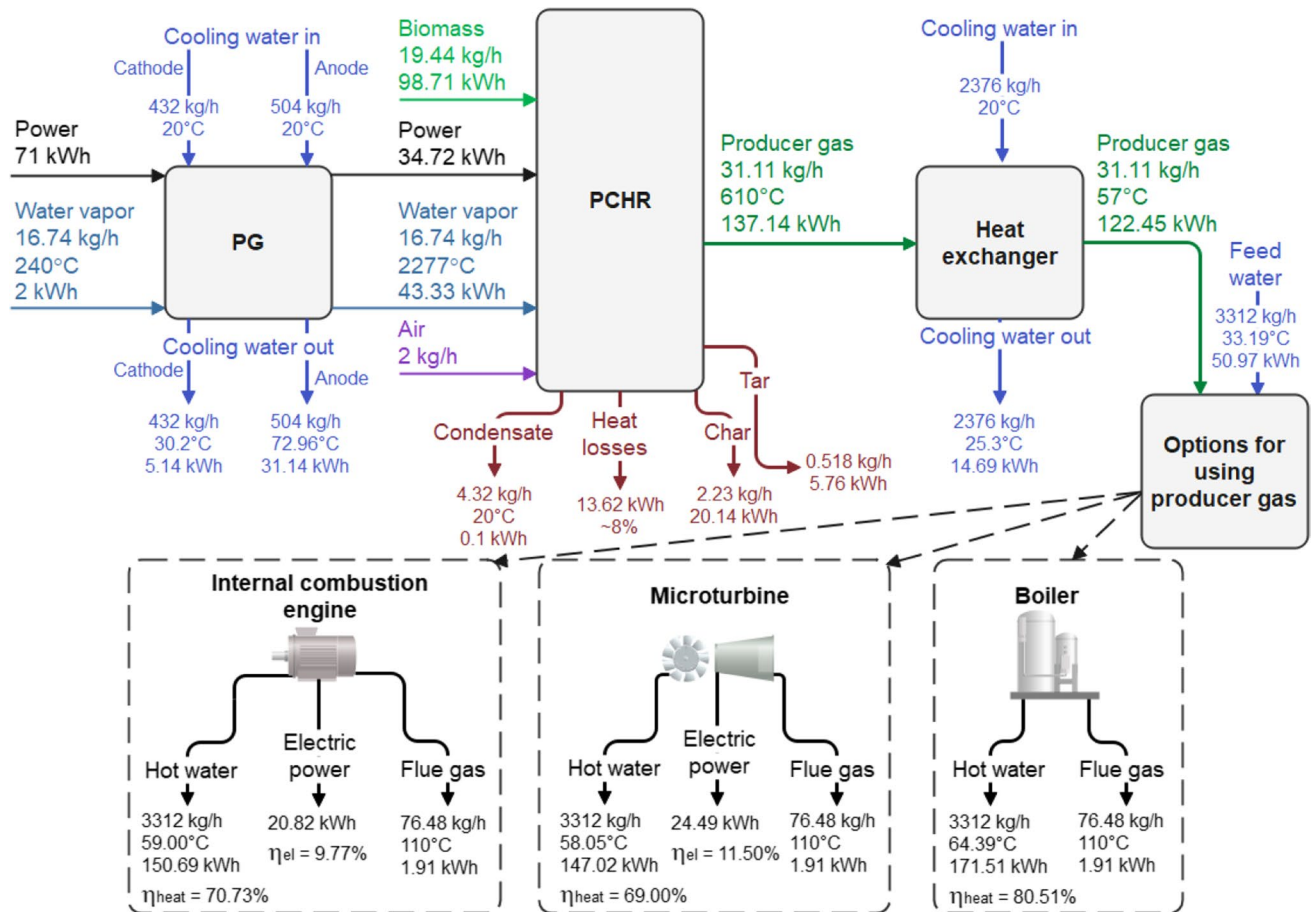 Cooling water in
Cathode
Anode
432 kg/h
20°C
504 kg/h
20°C
Power
71 kWh
Water vapor
16.74 kg/h
240°C
2 kWh
PG
Cooling water out
Cathode
Anode
432 kg/h
30.2°C
5.14 kWh
504 kg/h
72.96°C
31.14 kWh
Biomass
19.44 kg/h
98.71 kWh
Power
34.72 kWh
Water vapor
16.74 kg/h
2277°C
43.33 kWh
Air
2 kg/h
PCHR
Condensate
4.32 kg/h
20°C
0.1 kWh
Heat
losses
13.62 kWh
~8%
Char
2.23 kg/h
20.14 kWh
Tar
0.518 kg/h
5.76 kWh
Producer gas
31.11 kg/h
610°C
137.14 kWh
Cooling water in
2376 kg/h
20°C
Heat
exchanger
Cooling water out
2376 kg/h
25.3°C
14.69 kWh
Producer gas
31.11 kg/h
57°C
122.45 kWh
Feed
water
3312 kg/h
33.19°C
50.97 kWh
Options for
using
producer gas
Internal combustion
engine
Hot water
3312 kg/h
59.00°C
150.69 kWh
ηheat = 70.73%
Electric
power
20.82 kWh
ηel = 9.77%
Flue gas
76.48 kg/h
110°C
1.91 kWh
Microturbine
Hot water
3312 kg/h
58.05°C
147.02 kWh
ηheat = 69.00%
Electric
power
24.49 kWh
ηel = 11.50%
Flue gas
76.48 kg/h
110°C
1.91 kWh
Boiler
Hot water
3312 kg/h
64.39°C
171.51 kWh
ηheat = 80.51%
Flue gas
76.48 kg/h
110°C
1.91 kWh